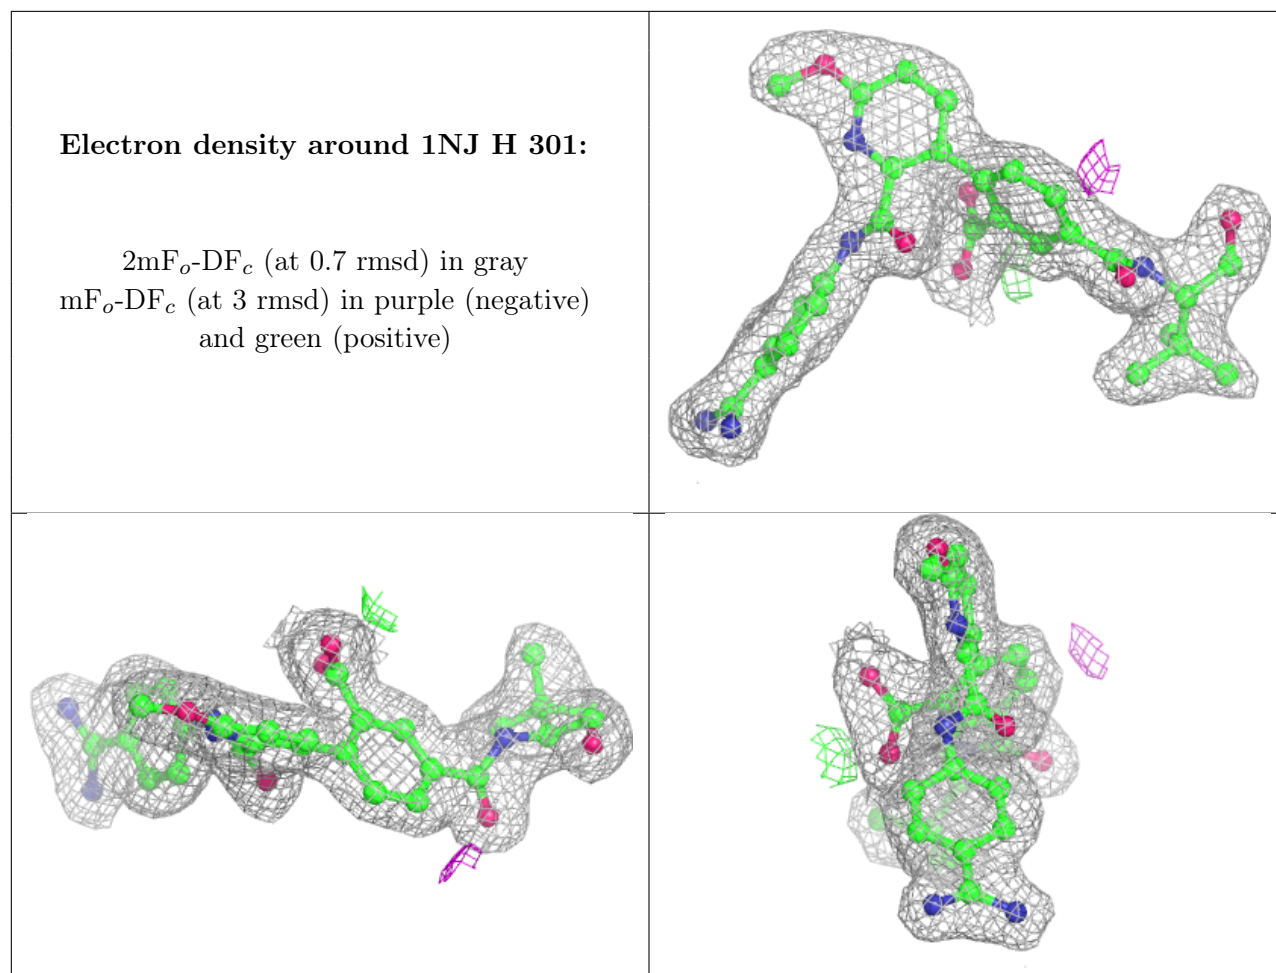 Electron density around 1NJ H 301:
2mFₒ-DF𝒸 (at 0.7 rmsd) in gray
mFₒ-DF𝒸 (at 3 rmsd) in purple (negative)
and green (positive)